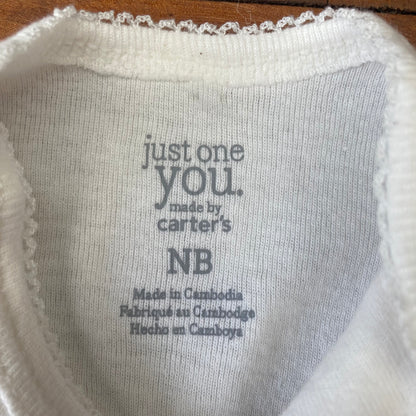 just one
you.
made by
carter's
NB
Made in Cambodia
Fabriqué au Cambodge
Hecho en Camboya